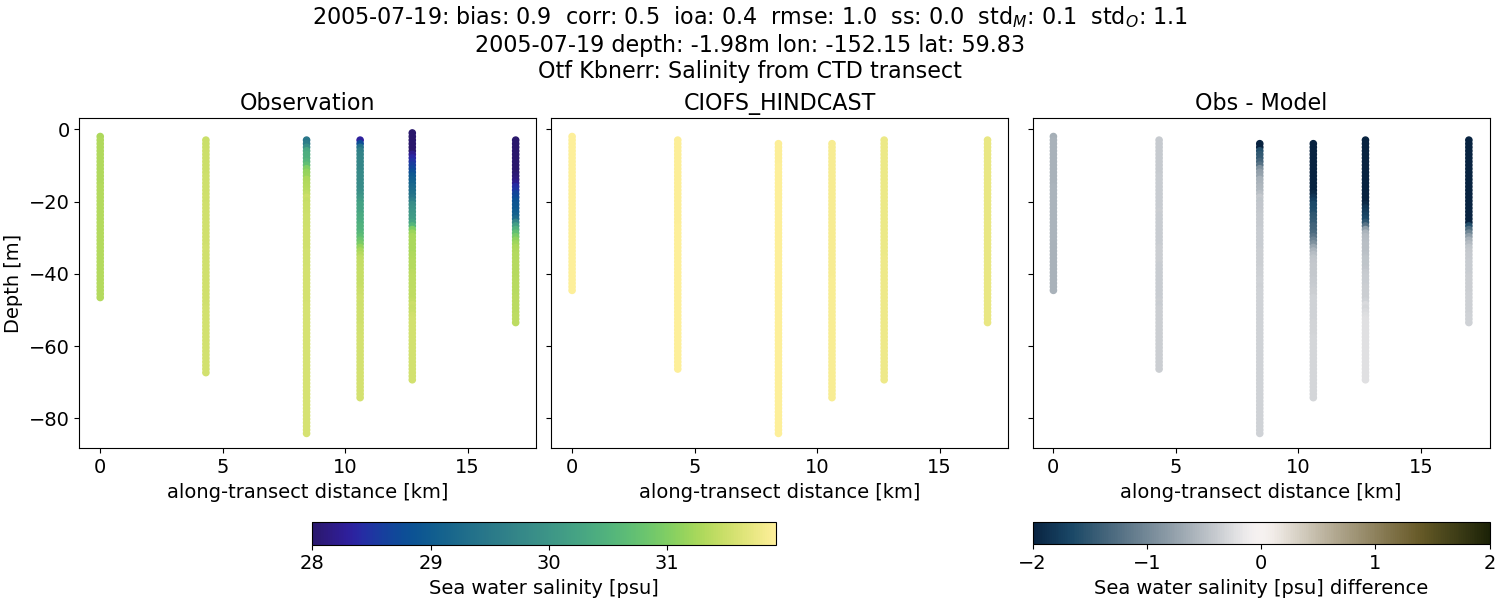 2005-07-19: bias: 0.9  corr: 0.5  ioa: 0.4  rmse: 1.0  ss: 0.0  std_M: 0.1  std_O: 1.1
2005-07-19 depth: -1.98m lon: -152.15 lat: 59.83
Otf Kbnerr: Salinity from CTD transect
Observation
CIOFS_HINDCAST
Obs - Model
Depth [m]
0
−20
−40
−60
−80
0 5 10 15
0 5 10 15
0 5 10 15
along-transect distance [km]
along-transect distance [km]
along-transect distance [km]
28 29 30 31
Sea water salinity [psu]
−2 −1 0 1 2
Sea water salinity [psu] difference